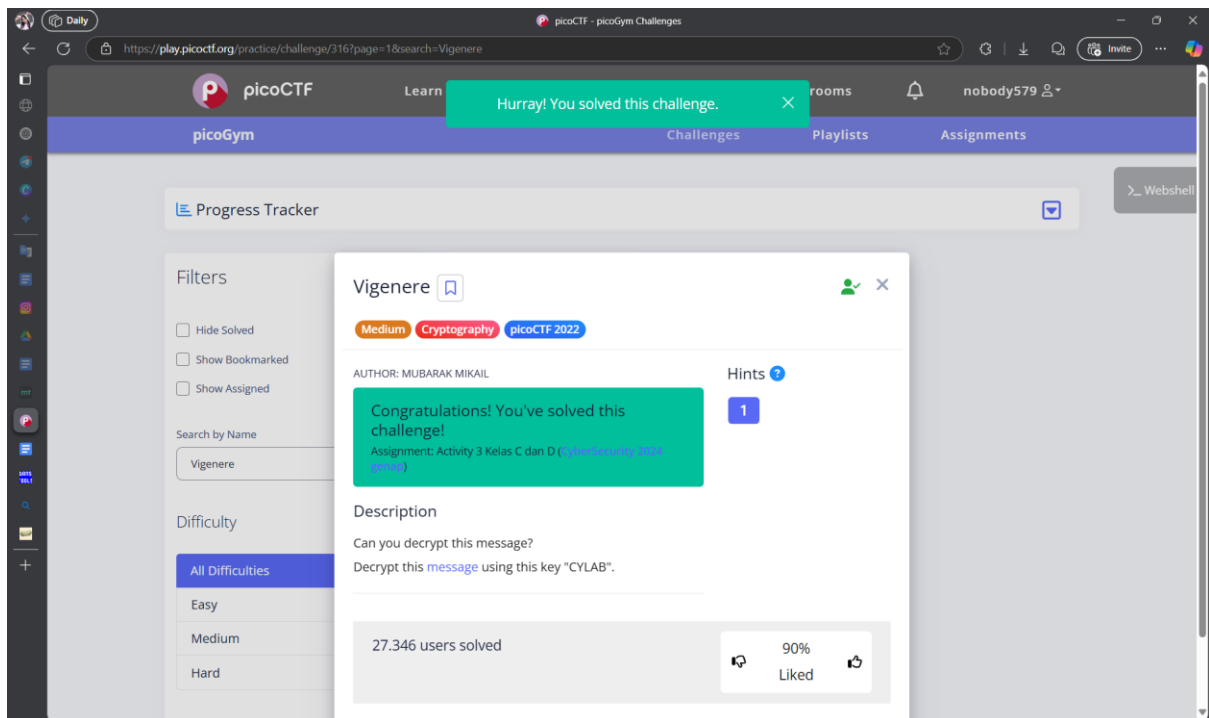 Daily
picoCTF - picoGym Challenges
https://play.picoctf.org/practice/challenge/316?page=1&search=Vigenere
Invite
picoCTF
Learn
rooms
nobody579
Hurray! You solved this challenge.
picoGym
Challenges
Playlists
Assignments
>_ Webshell
Progress Tracker
Filters
Hide Solved
Show Bookmarked
Show Assigned
Search by Name
Vigenere
Difficulty
All Difficulties
Easy
Medium
Hard
Vigenere
Medium
Cryptography
picoCTF 2022
AUTHOR: MUBARAK MIKAIL
Hints ?
1
Congratulations! You've solved this
challenge!
Assignment: Activity 3 Kelas C dan D (CyberSecurity 2024
genap)
Description
Can you decrypt this message?
Decrypt this message using this key "CYLAB".
27.346 users solved
90%
Liked